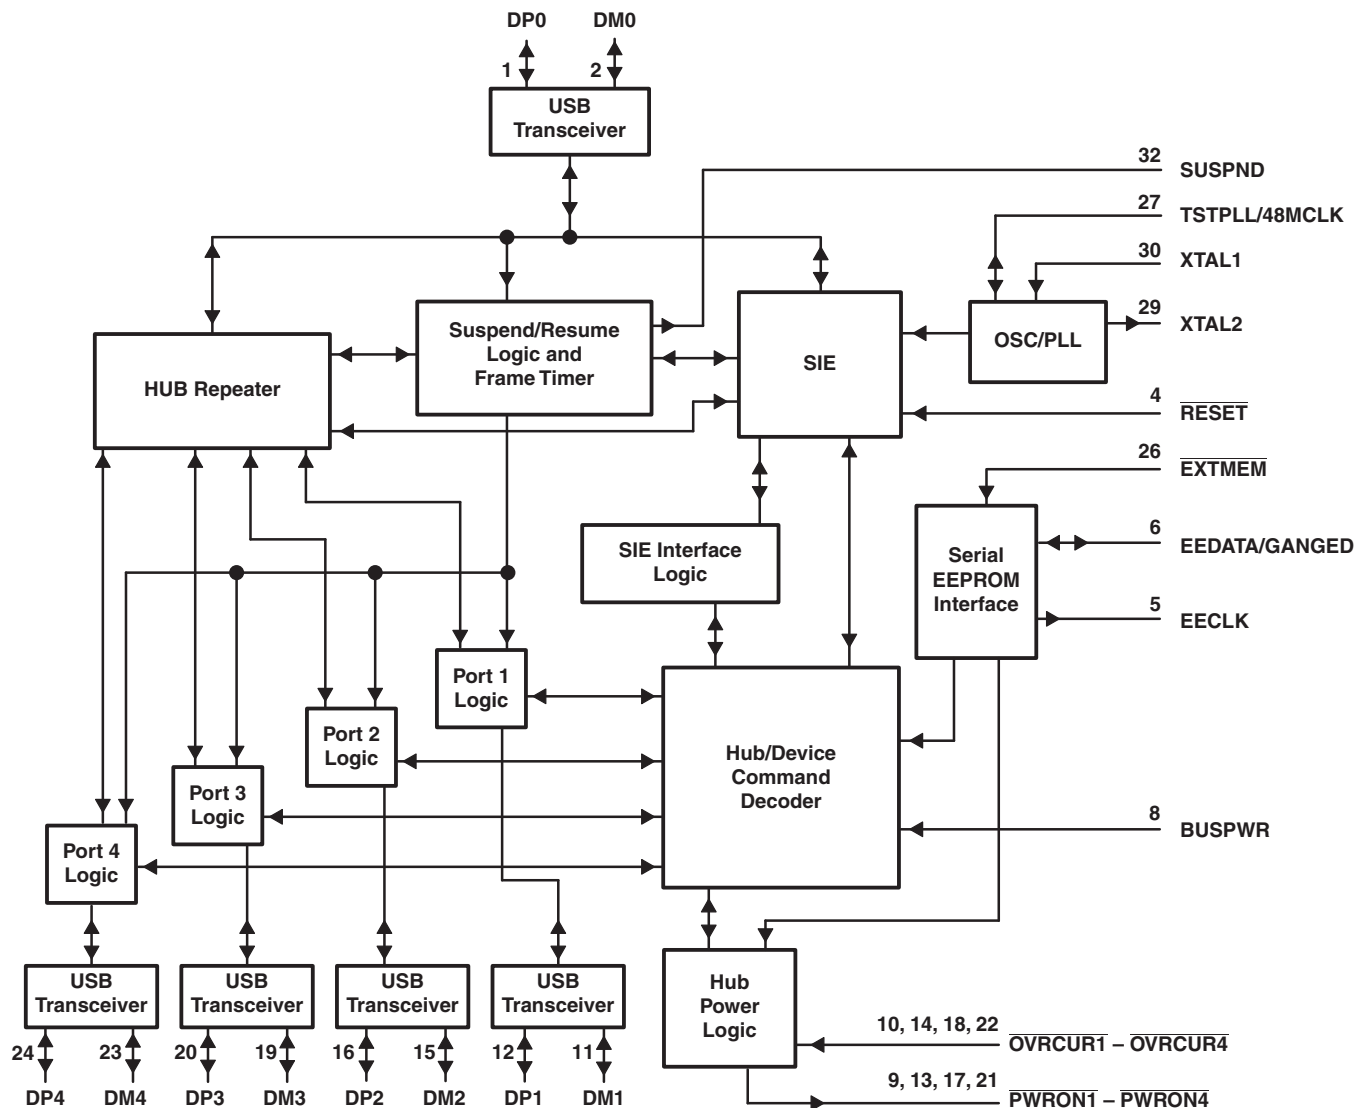 DP0 DM0
1 2
USB
Transceiver
32 SUSPND
27 TSTPLL/48MCLK
30 XTAL1
29 XTAL2
OSC/PLL
Suspend/Resume
Logic and
Frame Timer
SIE
HUB Repeater
4 RESET
26 EXTMEM
6 EEDATA/GANGED
5 EECLK
SIE Interface
Logic
Serial
EEPROM
Interface
Port 1
Logic
Port 2
Logic
Port 3
Logic
Port 4
Logic
Hub/Device
Command
Decoder
8 BUSPWR
USB
Transceiver
USB
Transceiver
USB
Transceiver
USB
Transceiver
Hub
Power
Logic
10, 14, 18, 22 OVRCUR1 – OVRCUR4
9, 13, 17, 21 PWRON1 – PWRON4
24 23 20 19 16 15 12 11
DP4 DM4 DP3 DM3 DP2 DM2 DP1 DM1